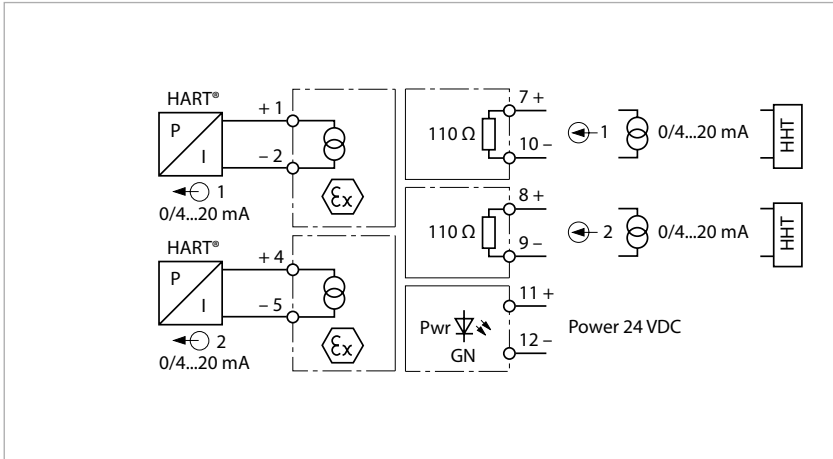 HART®
+ 1
P
I
– 2
1
0/4...20 mA
Ex
HART®
+ 4
P
I
– 5
2
0/4...20 mA
Ex
7 +
110 Ω
10 –
1
0/4...20 mA
HHT
8 +
110 Ω
9 –
2
0/4...20 mA
HHT
11 +
Pwr
GN
12 –
Power 24 VDC